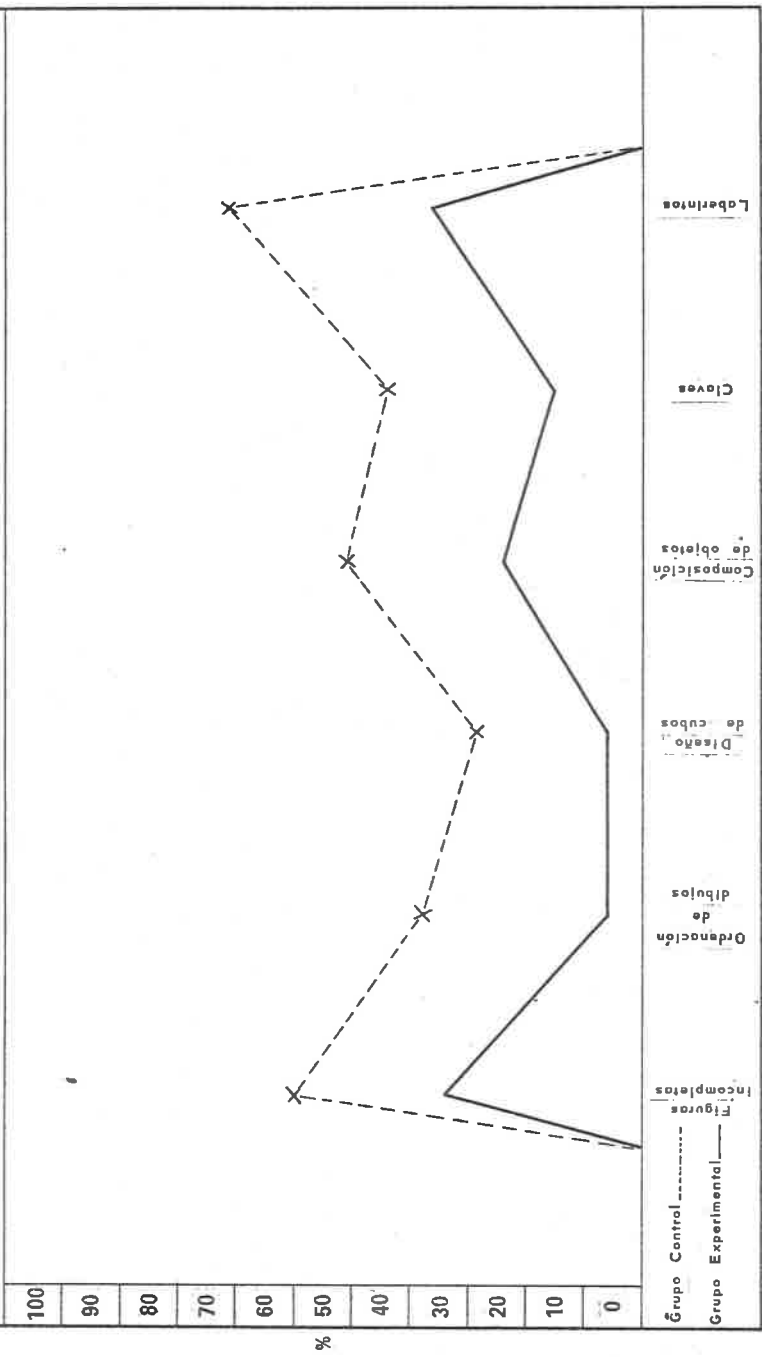 %
100
90
80
70
60
50
40
30
20
10
0
Grupo Control
Grupo Experimental
Figuras
incompletas
Ordenación
de
dibujos
Diseño
de cubos
Composición
de objetos
Claves
Laberintos